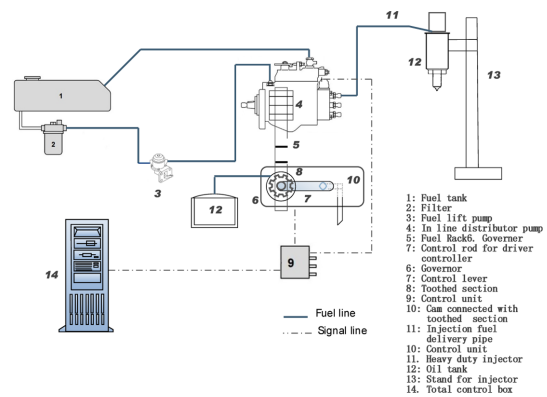 11
1
2
3
4
5
8
10
6
7
12
12
13
9
14
Fuel line
Signal line
1: Fuel tank
2: Filter
3: Fuel lift pump
4: In line distributor pump
5: Fuel Rack6. Governer
7: Control rod for driver
controller
6: Governor
7: Control lever
8: Toothed section
9: Control unit
10: Cam connected with
toothed section
11: Injection fuel
delivery pipe
10: Control unit
11. Heavy duty injector
12: Oil tank
13: Stand for injector
14. Total control box